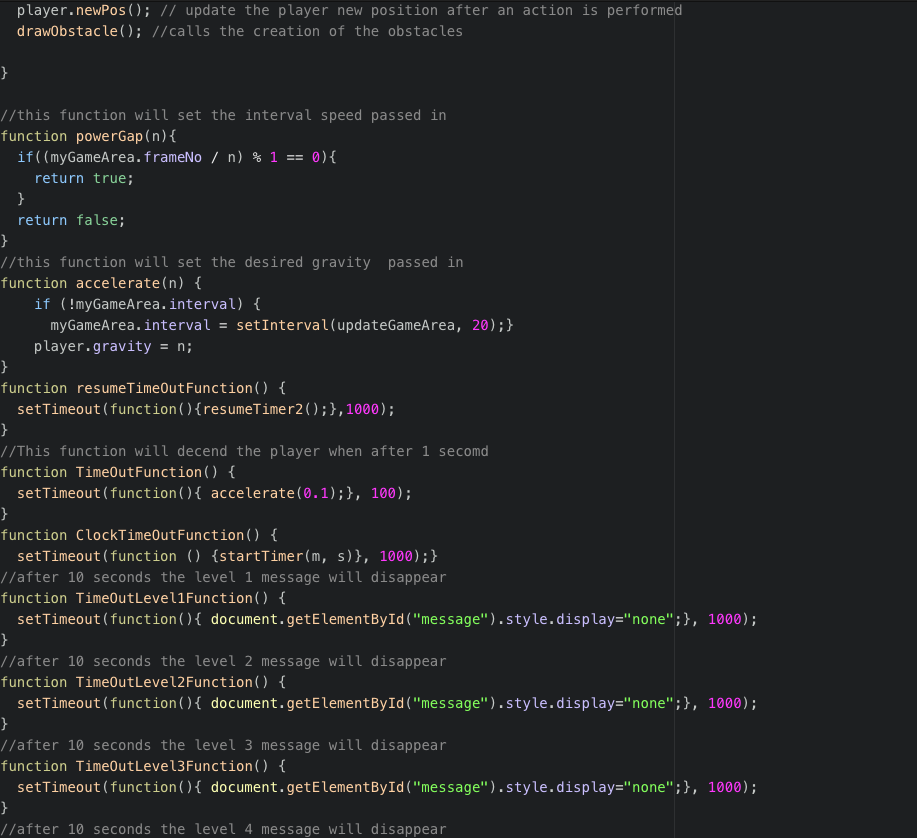 player.newPos(); // update the player new position after an action is performed
drawObstacle(); //calls the creation of the obstacles
}
//this function will set the interval speed passed in
function powerGap(n){
if((myGameArea.frameNo / n) % 1 == 0){
return true;
}
return false;
}
//this function will set the desired gravity  passed in
function accelerate(n) {
if (!myGameArea.interval) {
myGameArea.interval = setInterval(updateGameArea, 20);}
player.gravity = n;
}
function resumeTimeOutFunction() {
setTimeout(function(){resumeTimer2();},1000);
}
//This function will decend the player when after 1 secomd
function TimeOutFunction() {
setTimeout(function(){ accelerate(0.1);}, 100);
}
function ClockTimeOutFunction() {
setTimeout(function () {startTimer(m, s)}, 1000);}
//after 10 seconds the level 1 message will disappear
function TimeOutLevel1Function() {
setTimeout(function(){ document.getElementById("message").style.display="none";}, 1000);
}
//after 10 seconds the level 2 message will disappear
function TimeOutLevel2Function() {
setTimeout(function(){ document.getElementById("message").style.display="none";}, 1000);
}
//after 10 seconds the level 3 message will disappear
function TimeOutLevel3Function() {
setTimeout(function(){ document.getElementById("message").style.display="none";}, 1000);
}
//after 10 seconds the level 4 message will disappear